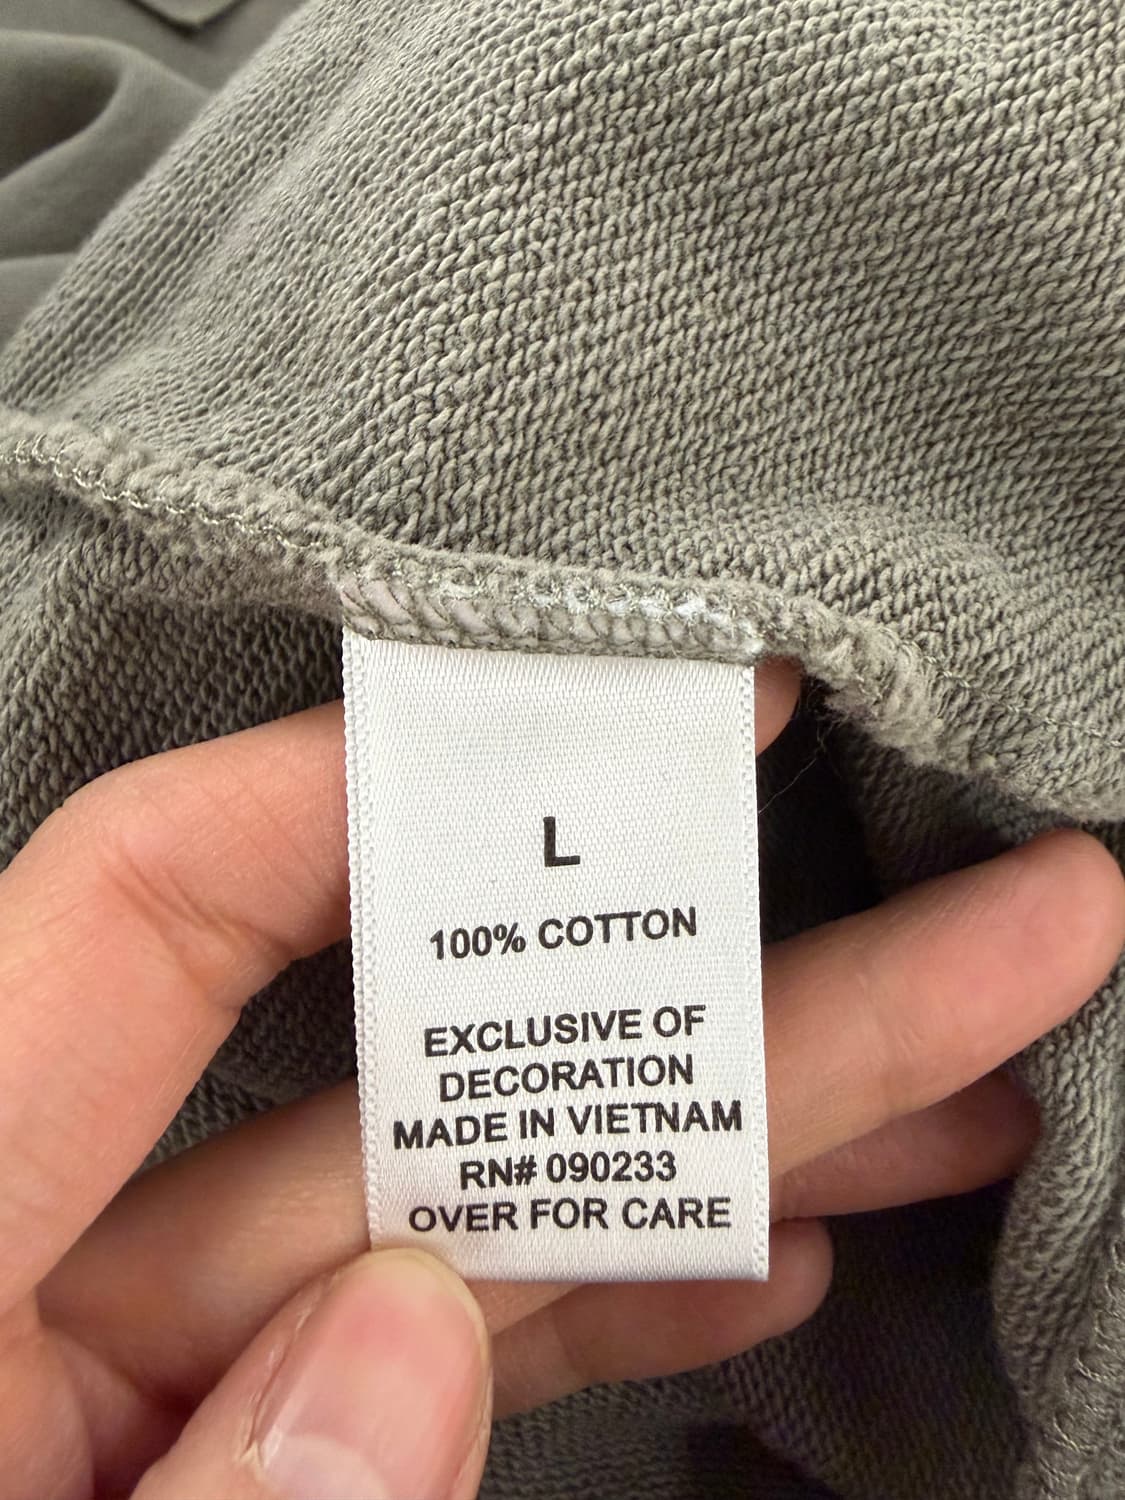 L
100% COTTON
EXCLUSIVE OF
DECORATION
MADE IN VIETNAM
RN# 090233
OVER FOR CARE